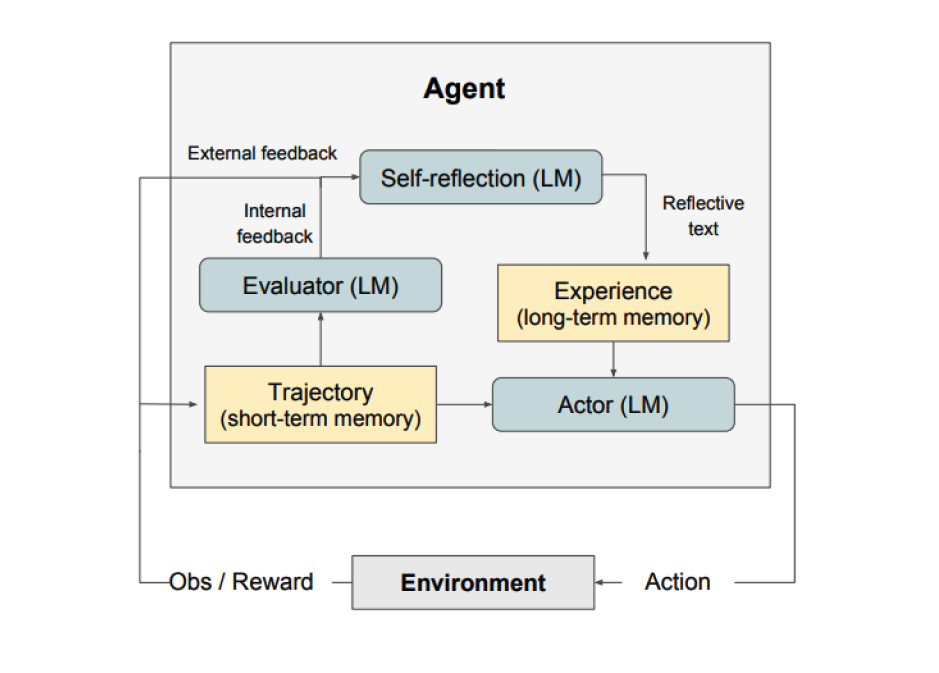 Agent
External feedback
Self-reflection (LM)
Internal
feedback
Reflective
text
Evaluator (LM)
Experience
(long-term memory)
Trajectory
(short-term memory)
Actor (LM)
Obs / Reward
Environment
Action